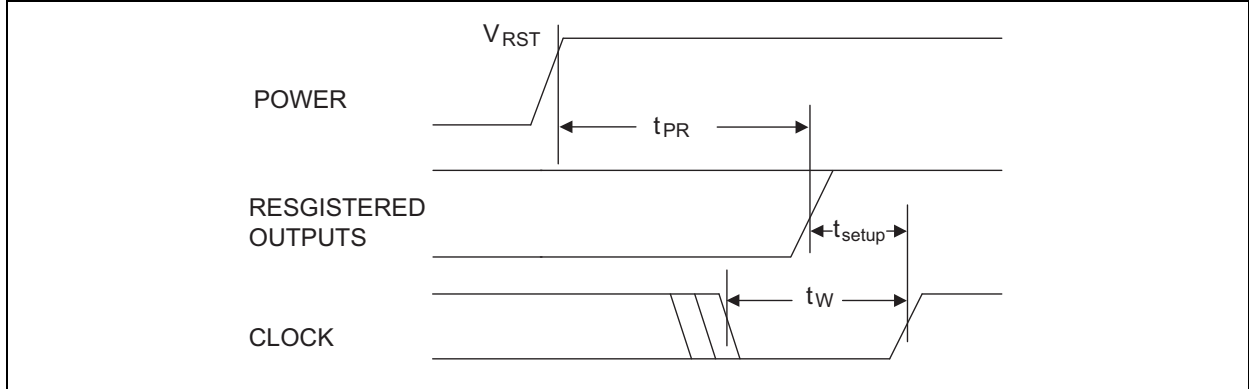 VRST
POWER
tPR
RESGISTERED
OUTPUTS
tsetup
tW
CLOCK